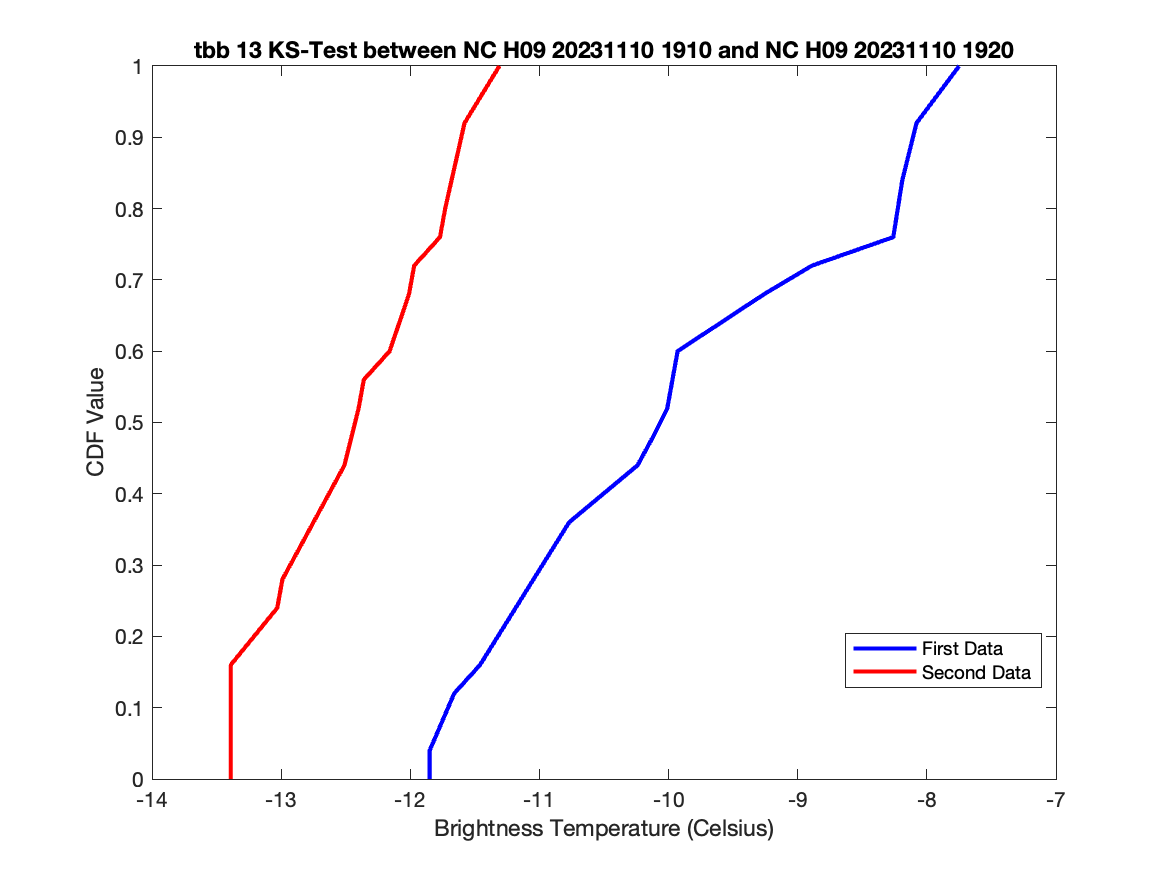 tbb 13 KS-Test between NC H09 20231110 1910 and NC H09 20231110 1920
1
0.9
0.8
0.7
0.6
0.5
0.4
0.3
0.2
0.1
0
CDF Value
First Data
Second Data
-14 -13 -12 -11 -10 -9 -8 -7
Brightness Temperature (Celsius)